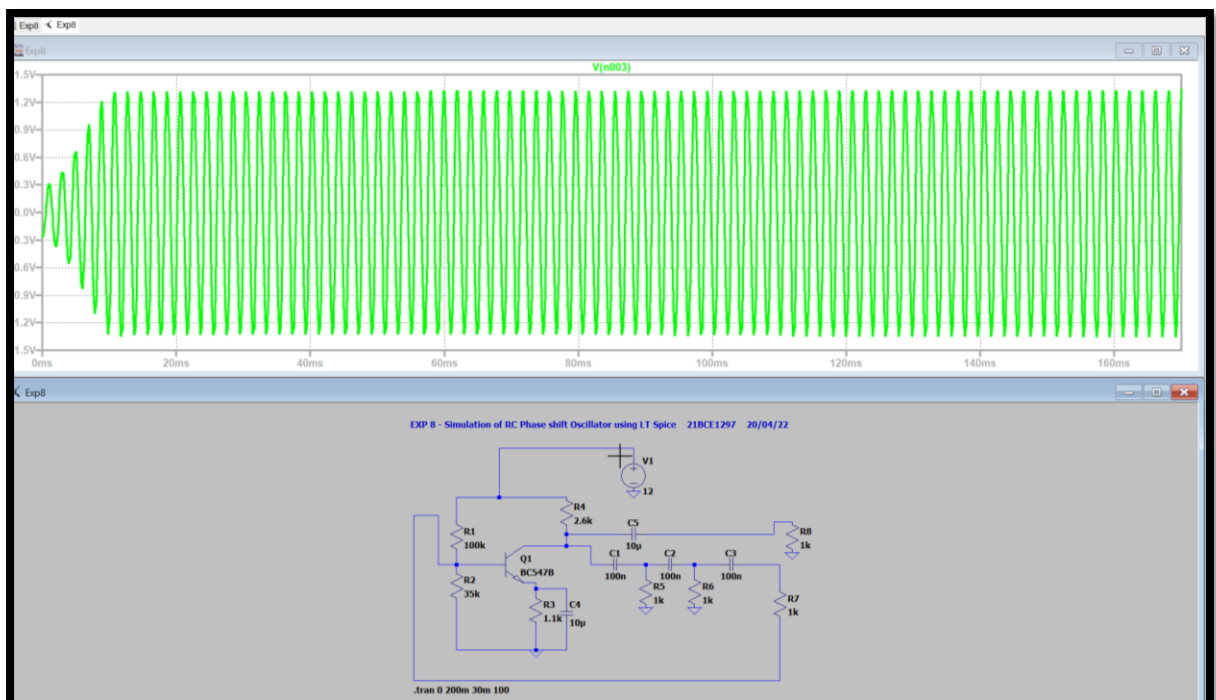 Exp8 Exp8
Exp8
V(n003)
1.5V
1.2V
0.9V
0.6V
0.3V
0.0V
0.3V
0.6V
0.9V
1.2V
1.5V
0ms 20ms 40ms 60ms 80ms 100ms 120ms 140ms 160ms
Exp8
EXP 8 - Simulation of RC Phase shift Oscillator using LT Spice 21BCE1297 20/04/22
V1
12
R4
2.6k
C5
10µ
R8
1k
R1
100k
Q1
BC547B
C1
100n
C2
100n
C3
100n
R2
35k
R5
1k
R6
1k
R3
1.1k
C4
10µ
R7
1k
.tran 0 200m 30m 100